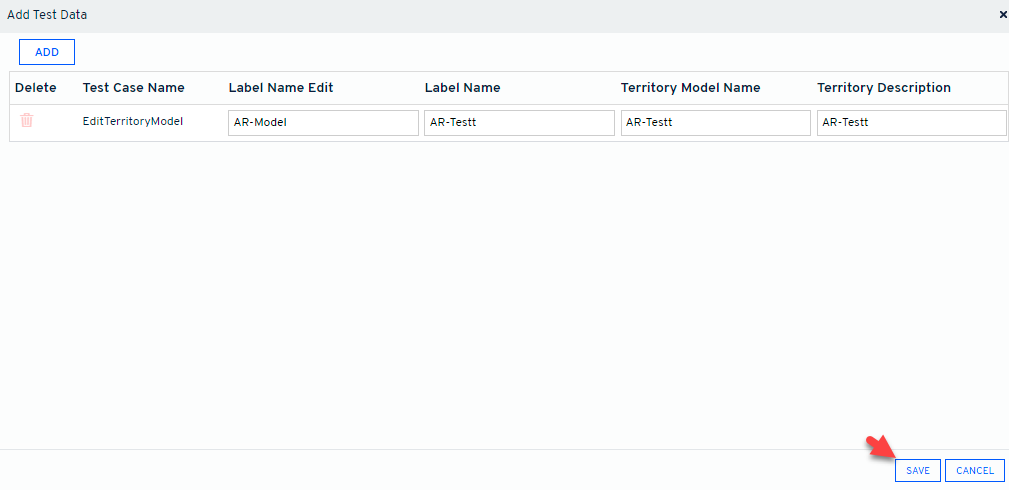 Add Test Data
ADD
Delete Test Case Name Label Name Edit Label Name Territory Model Name Territory Description
EditTerritoryModel AR-Model AR-Testt AR-Testt AR-Testt
SAVE CANCEL